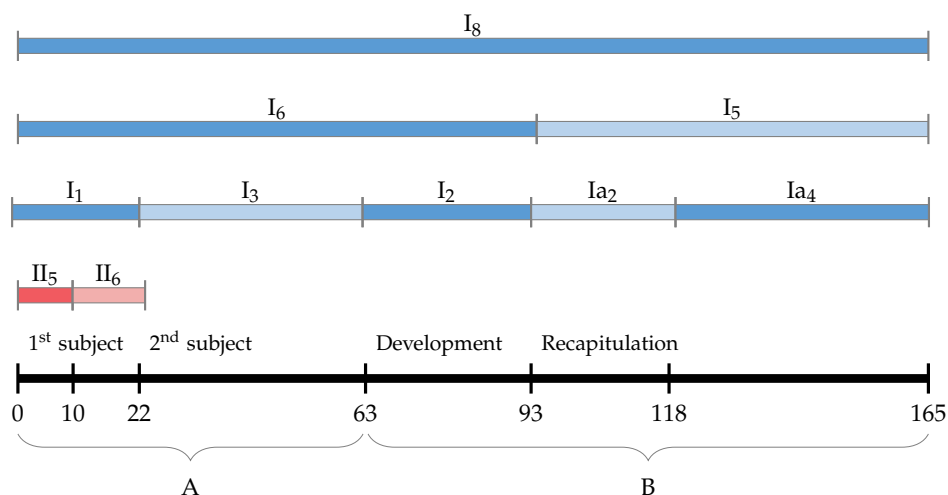 I8
I6 I5
I1 I3 I2 Ia2 Ia4
II5 II6
1st subject 2nd subject Development Recapitulation
0 10 22 63 93 118 165
A B